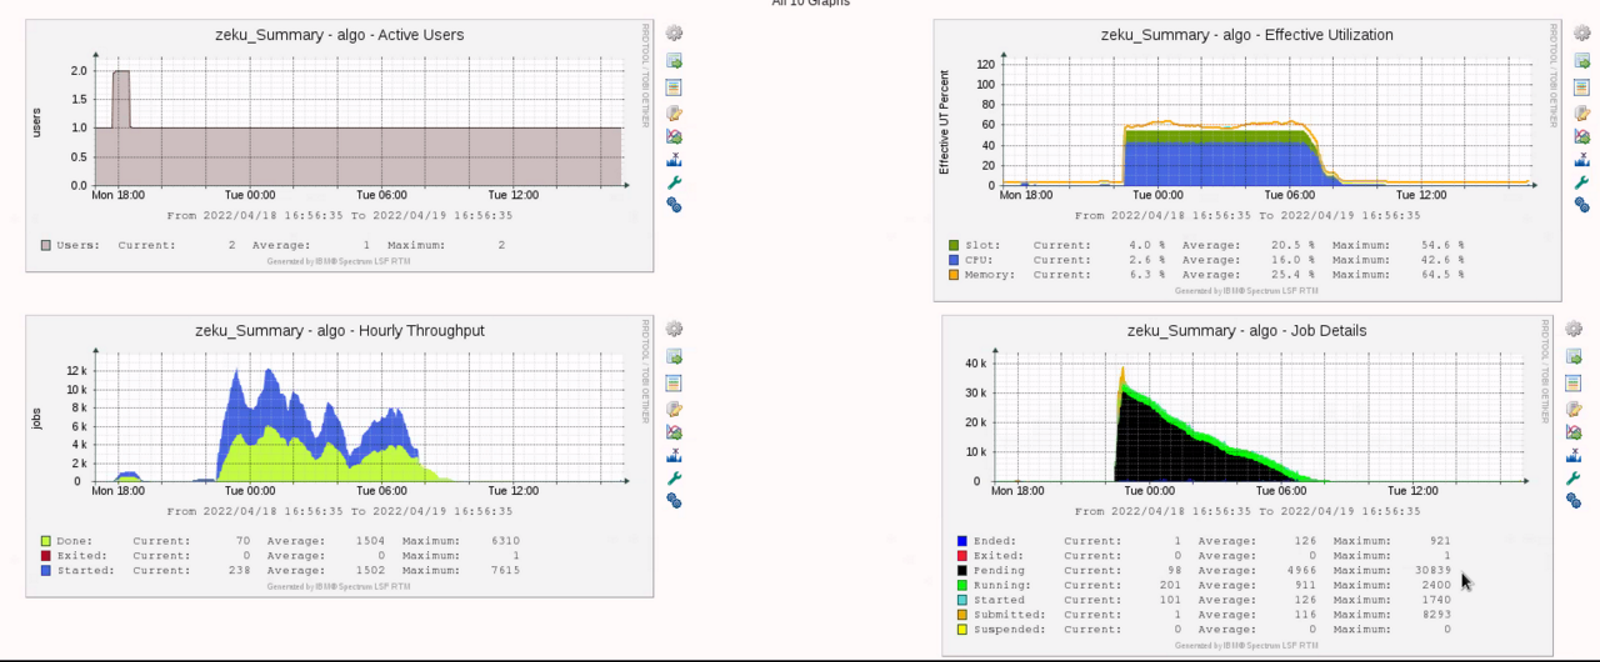 All 10 Graphs
zeku_Summary - algo - Active Users
RRDTOOL / TOBI OETIKER
users
2.0
1.5
1.0
0.5
0.0
Mon 18:00 Tue 00:00 Tue 06:00 Tue 12:00
From 2022/04/18 16:56:35 To 2022/04/19 16:56:35
Users: Current: 2 Average: 1 Maximum: 2
Generated by IBM® Spectrum LSF RTM
zeku_Summary - algo - Effective Utilization
RRDTOOL / TOBI OETIKER
Effective UT Percent
120
100
80
60
40
20
0
Mon 18:00 Tue 00:00 Tue 06:00 Tue 12:00
From 2022/04/18 16:56:35 To 2022/04/19 16:56:35
Slot: Current: 4.0 % Average: 20.5 % Maximum: 54.6 %
CPU: Current: 2.6 % Average: 16.0 % Maximum: 42.6 %
Memory: Current: 6.3 % Average: 25.4 % Maximum: 64.5 %
Generated by IBM® Spectrum LSF RTM
zeku_Summary - algo - Hourly Throughput
RRDTOOL / TOBI OETIKER
jobs
12 k
10 k
8 k
6 k
4 k
2 k
0
Mon 18:00 Tue 00:00 Tue 06:00 Tue 12:00
From 2022/04/18 16:56:35 To 2022/04/19 16:56:35
Done: Current: 70 Average: 1504 Maximum: 6310
Exited: Current: 0 Average: 0 Maximum: 1
Started: Current: 238 Average: 1502 Maximum: 7615
Generated by IBM® Spectrum LSF RTM
zeku_Summary - algo - Job Details
RRDTOOL / TOBI OETIKER
40 k
30 k
20 k
10 k
0
Mon 18:00 Tue 00:00 Tue 06:00 Tue 12:00
From 2022/04/18 16:56:35 To 2022/04/19 16:56:35
Ended: Current: 1 Average: 126 Maximum: 921
Exited: Current: 0 Average: 0 Maximum: 1
Pending Current: 98 Average: 4966 Maximum: 30839
Running: Current: 201 Average: 911 Maximum: 2400
Started Current: 101 Average: 126 Maximum: 1740
Submitted: Current: 1 Average: 116 Maximum: 8293
Suspended: Current: 0 Average: 0 Maximum: 0
Generated by IBM® Spectrum LSF RTM